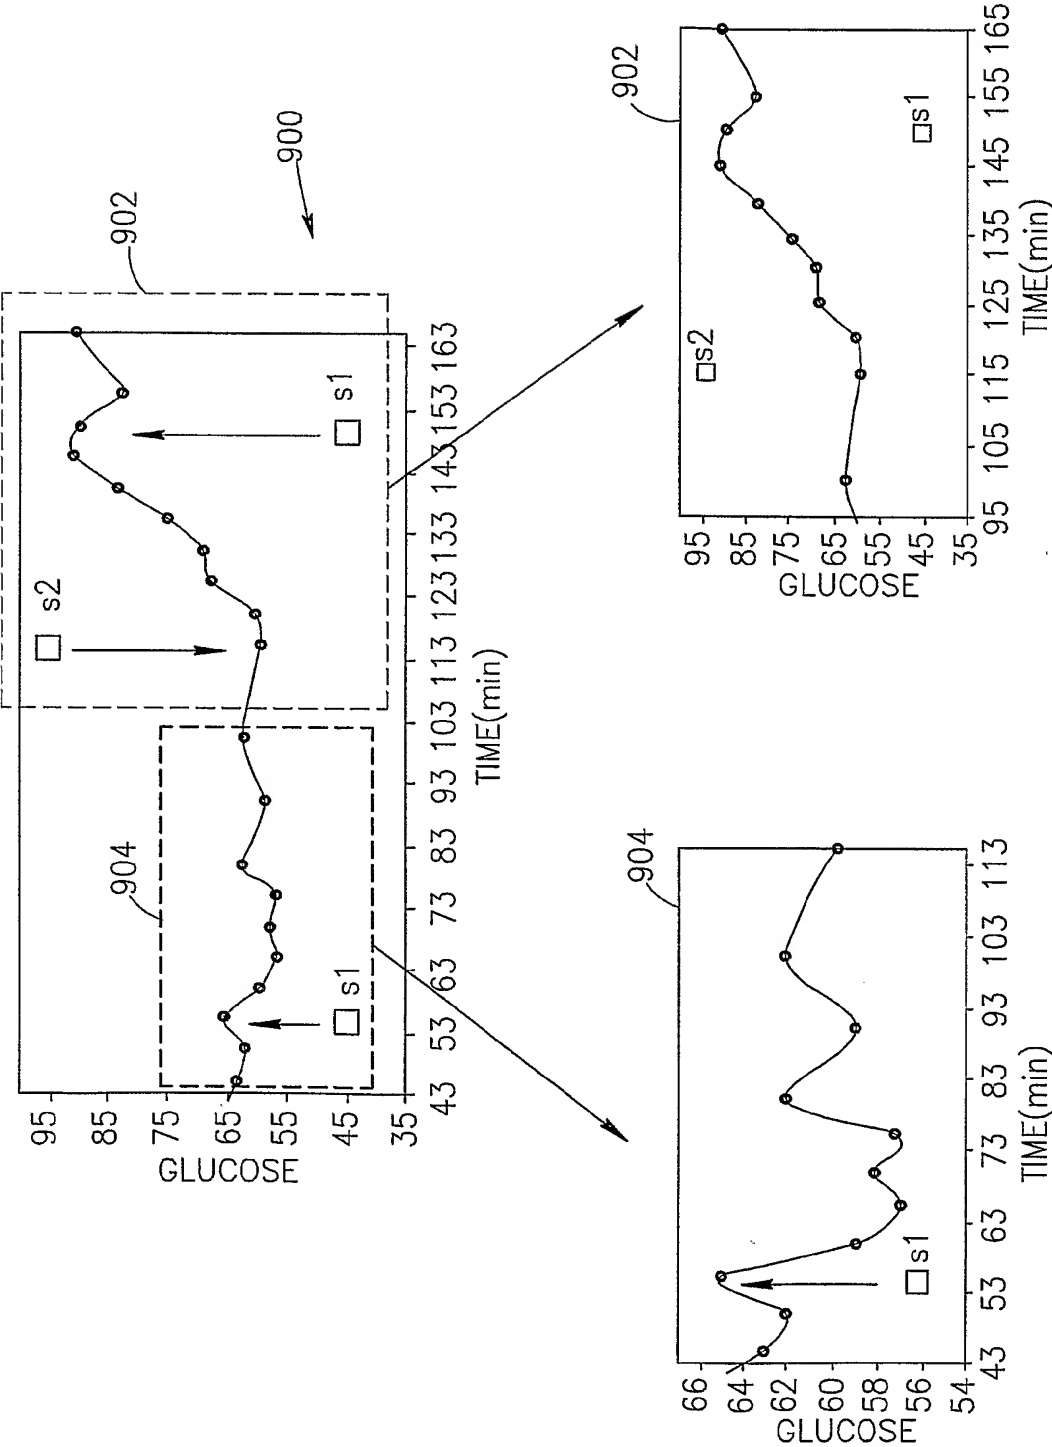 900
902
904
95
85
75
65
55
45
35
GLUCOSE
s2
s1
s1
43 53 63 73 83 93 103 113 123 133 143 153 163
TIME(min)
904
66
64
62
60
58
56
54
GLUCOSE
s1
43 53 63 73 83 93 103 113
TIME(min)
902
95
85
75
65
55
45
35
GLUCOSE
s2
s1
95 105 115 125 135 145 155 165
TIME(min)